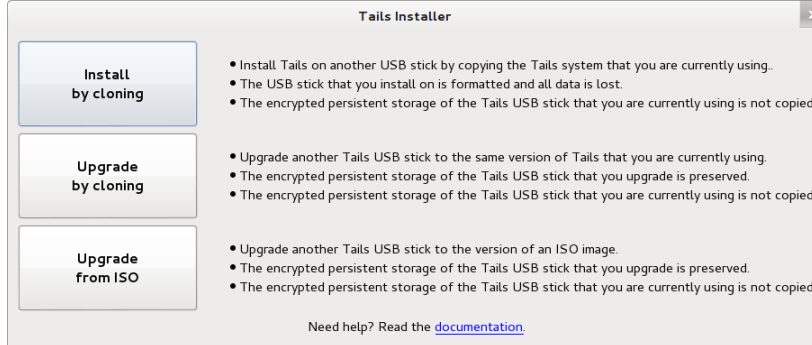 Tails Installer
Install
by cloning
• Install Tails on another USB stick by copying the Tails system that you are currently using..
• The USB stick that you install on is formatted and all data is lost.
• The encrypted persistent storage of the Tails USB stick that you are currently using is not copied
Upgrade
by cloning
• Upgrade another Tails USB stick to the same version of Tails that you are currently using.
• The encrypted persistent storage of the Tails USB stick that you upgrade is preserved.
• The encrypted persistent storage of the Tails USB stick that you are currently using is not copied
Upgrade
from ISO
• Upgrade another Tails USB stick to the version of an ISO image.
• The encrypted persistent storage of the Tails USB stick that you upgrade is preserved.
• The encrypted persistent storage of the Tails USB stick that you are currently using is not copied
Need help? Read the documentation.